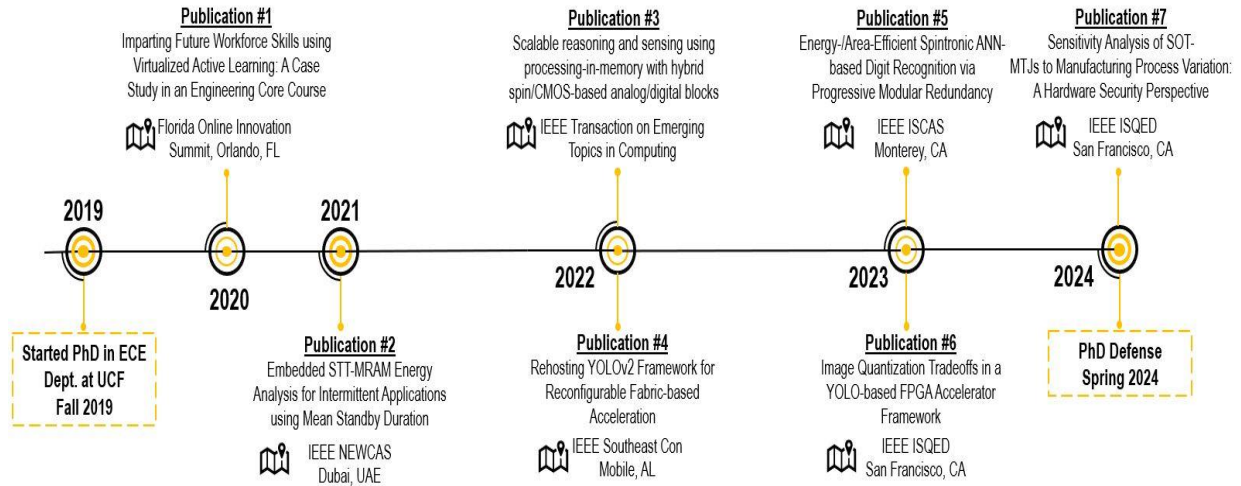 Publication #1
Imparting Future Workforce Skills using
Virtualized Active Learning: A Case
Study in an Engineering Core Course
Florida Online Innovation
Summit, Orlando, FL
Publication #3
Scalable reasoning and sensing using
processing-in-memory with hybrid
spin/CMOS-based analog/digital blocks
IEEE Transaction on Emerging
Topics in Computing
Publication #5
Energy-/Area-Efficient Spintronic ANN-
based Digit Recognition via
Progressive Modular Redundancy
IEEE ISCAS
Monterey, CA
Publication #7
Sensitivity Analysis of SOT-
MTJs to Manufacturing Process Variation:
A Hardware Security Perspective
IEEE ISQED
San Francisco, CA
2019
2020
2021
2022
2023
2024
Started PhD in ECE
Dept. at UCF
Fall 2019
Publication #2
Embedded STT-MRAM Energy
Analysis for Intermittent Applications
using Mean Standby Duration
IEEE NEWCAS
Dubai, UAE
Publication #4
Rehosting YOLOv2 Framework for
Reconfigurable Fabric-based
Acceleration
IEEE Southeast Con
Mobile, AL
Publication #6
Image Quantization Tradeoffs in a
YOLO-based FPGA Accelerator
Framework
IEEE ISQED
San Francisco, CA
PhD Defense
Spring 2024